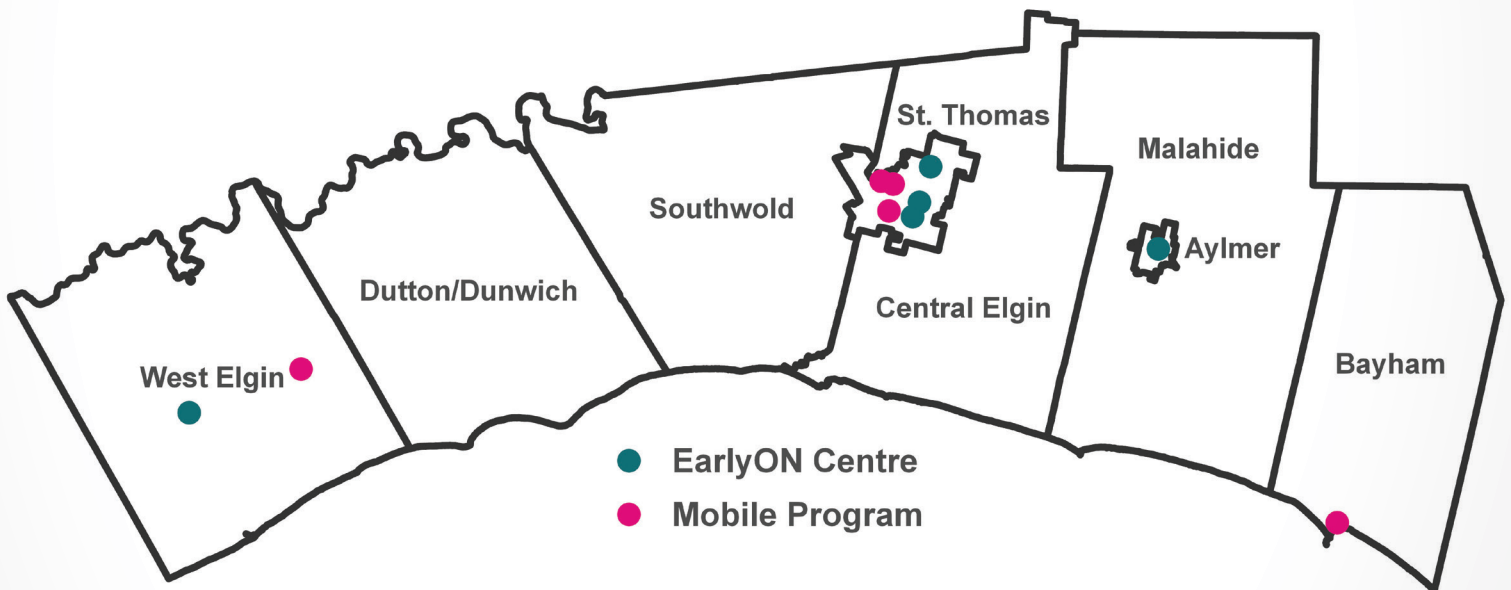 St. Thomas
Malahide
Southwold
Aylmer
Dutton/Dunwich
Central Elgin
West Elgin
Bayham
EarlyON Centre
Mobile Program